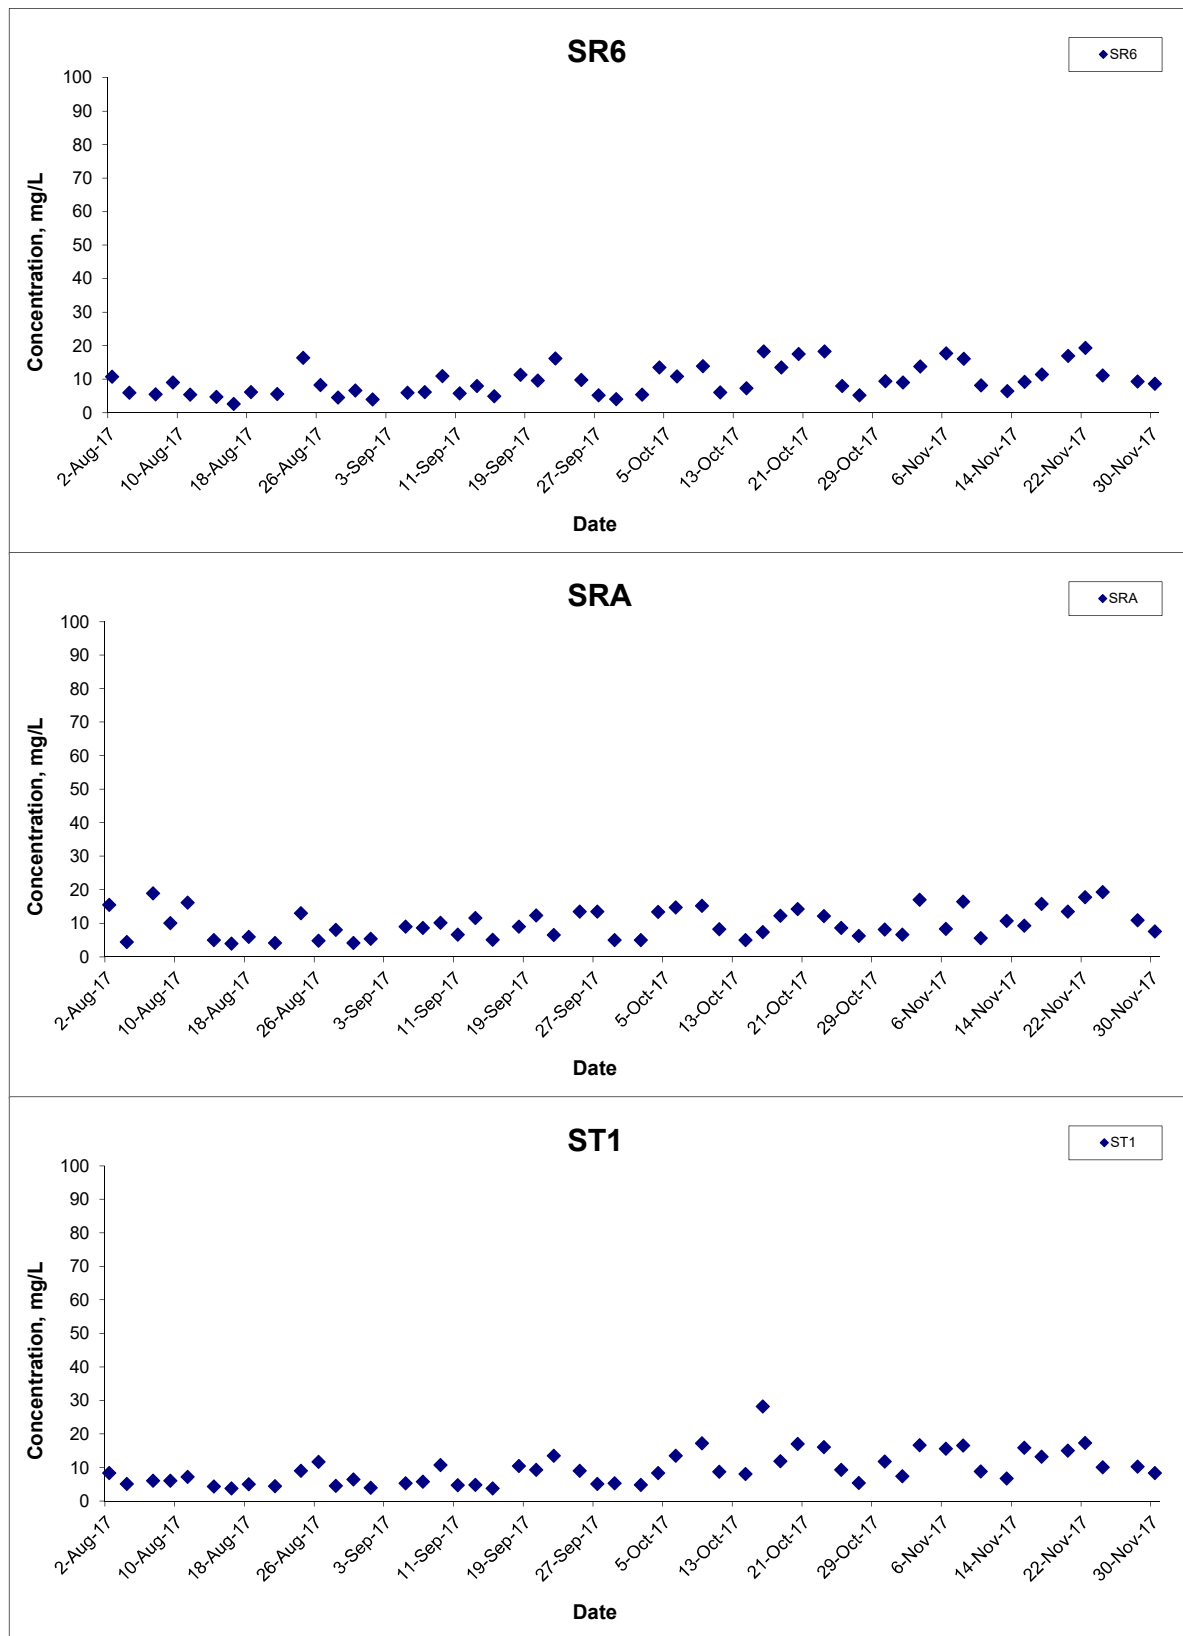 SR6
SR6
100
90
80
70
60
50
40
30
20
10
0
Concentration, mg/L
2-Aug-17
10-Aug-17
18-Aug-17
26-Aug-17
3-Sep-17
11-Sep-17
19-Sep-17
27-Sep-17
5-Oct-17
13-Oct-17
21-Oct-17
29-Oct-17
6-Nov-17
14-Nov-17
22-Nov-17
30-Nov-17
Date
SRA
SRA
100
90
80
70
60
50
40
30
20
10
0
Concentration, mg/L
2-Aug-17
10-Aug-17
18-Aug-17
26-Aug-17
3-Sep-17
11-Sep-17
19-Sep-17
27-Sep-17
5-Oct-17
13-Oct-17
21-Oct-17
29-Oct-17
6-Nov-17
14-Nov-17
22-Nov-17
30-Nov-17
Date
ST1
ST1
100
90
80
70
60
50
40
30
20
10
0
Concentration, mg/L
2-Aug-17
10-Aug-17
18-Aug-17
26-Aug-17
3-Sep-17
11-Sep-17
19-Sep-17
27-Sep-17
5-Oct-17
13-Oct-17
21-Oct-17
29-Oct-17
6-Nov-17
14-Nov-17
22-Nov-17
30-Nov-17
Date